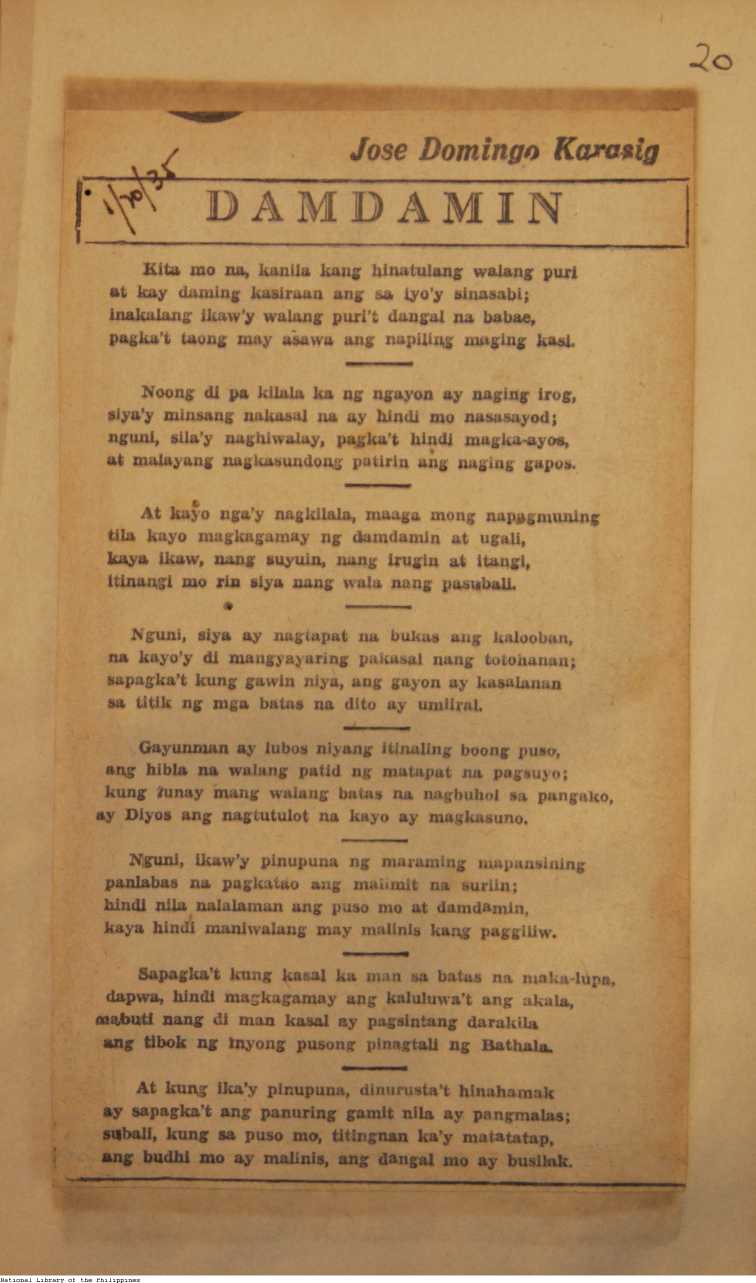 20
Jose Domingo Karasig
1/20/35
DAMDAMIN
Kita mo na, kanila kang hinatulang walang puri
at kay daming kasiraan ang sa iyo'y sinasabi;
inakalang ikaw'y walang puri't dangal na babae,
pagka't taong may asawa ang napiling maging kasi.
Noong di pa kilala ka ng ngayon ay naging irog,
siya'y minsang nakasal na ay hindi mo nasasayod;
nguni, sila'y naghiwalay, pagka't hindi magka-ayos,
at malayang nagkasundong patirin ang naging gapos.
At kayo nga'y nagkilala, maaga mong napagmuning
tila kayo magkagamay ng damdamin at ugali,
kaya ikaw, nang suyuin, nang irugin at itangi,
itinangi mo rin siya nang wala nang pasubali.
Nguni, siya ay nagtapat na bukas ang kalooban,
na kayo'y di mangyayaring pakasal nang totohanan;
sapagka't kung gawin niya, ang gayon ay kasalanan
sa titik ng mga batas na dito ay umiiral.
Gayunman ay lubos niyang itinaling boong puso,
ang hibla na walang patid ng matapat na pagsuyo;
kung tunay mang walang batas na nagbuhol sa pangako,
ay Diyos ang nagtutulot na kayo ay magkasuno.
Nguni, ikaw'y pinupuna ng maraming mapansining
panlabas na pagkatao ang malimit na suriin;
hindi nila nalalaman ang puso mo at damdamin,
kaya hindi maniwalang may malinis kang paggiliw.
Sapagka't kung kasal ka man sa batas na maka-lupa,
dapwa, hindi magkagamay ang kaluluwa't ang akala,
mabuti nang di man kasal ay pagsintang darakila
ang tibok ng inyong pusong pinagtali ng Bathala.
At kung ika'y pinupuna, dinurusta't hinahamak
ay sapagka't ang panuring gamit nila ay pangmalas;
subali, kung sa puso mo, titingnan ka'y matatatap,
ang budhi mo ay malinis, ang dangal mo ay busilak.
National Library of the Philippines